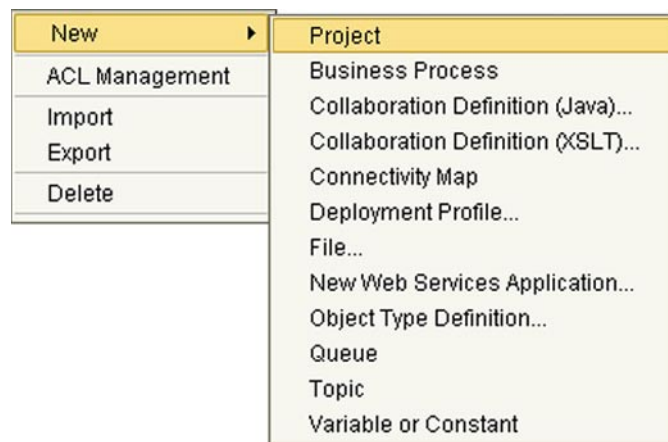 New
ACL Management
Import
Export
Delete
Project
Business Process
Collaboration Definition (Java)...
Collaboration Definition (XSLT)...
Connectivity Map
Deployment Profile...
File...
New Web Services Application...
Object Type Definition...
Queue
Topic
Variable or Constant